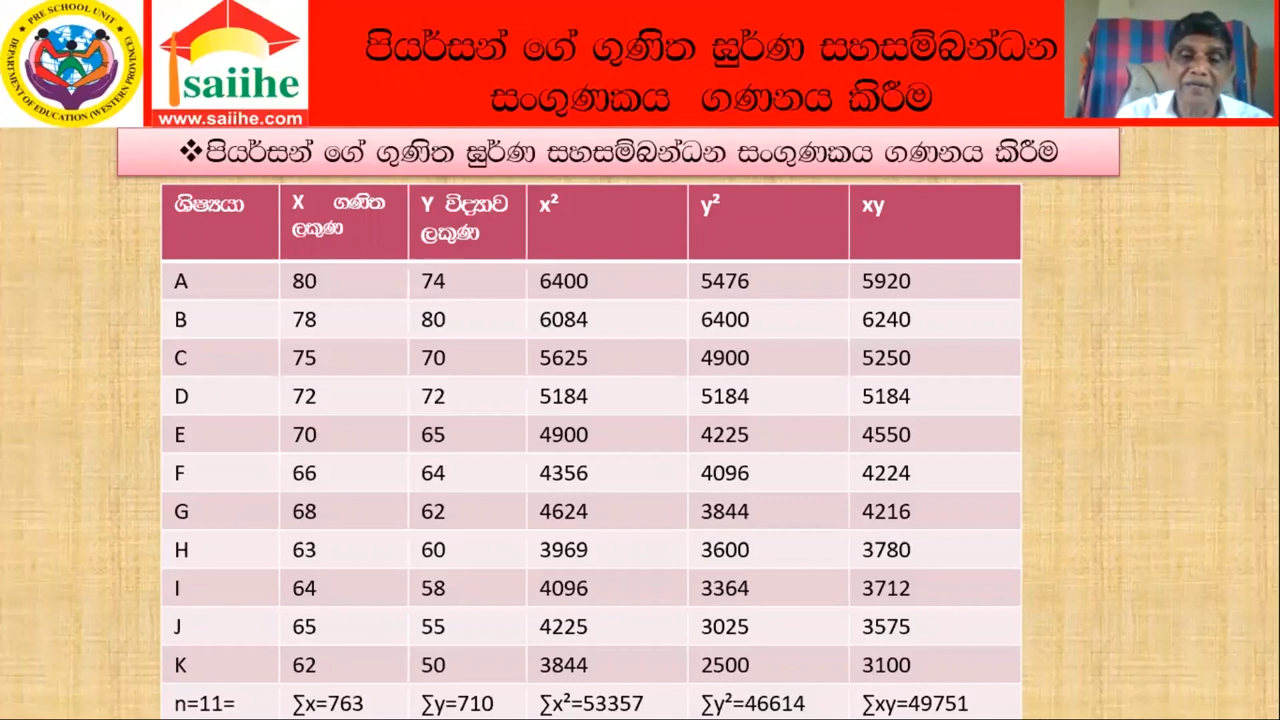 PRE SCHOOL UNIT
DEPARTMENT OF EDUCATION (WESTERN PROVINCE)
saiihe
www.saiihe.com
පියර්සන් ගේ ගුණිත ඝුර්ණ සහසම්බන්ධන
සංගුණකය ගණනය කිරීම
❖පියර්සන් ගේ ගුණිත ඝුර්ණ සහසම්බන්ධන සංගුණකය ගණනය කිරීම
ශිෂ්‍යයා X ගණිත ලකුණ Y විද්‍යාව ලකුණ x² y² xy
A 80 74 6400 5476 5920
B 78 80 6084 6400 6240
C 75 70 5625 4900 5250
D 72 72 5184 5184 5184
E 70 65 4900 4225 4550
F 66 64 4356 4096 4224
G 68 62 4624 3844 4216
H 63 60 3969 3600 3780
I 64 58 4096 3364 3712
J 65 55 4225 3025 3575
K 62 50 3844 2500 3100
n=11= ∑x=763 ∑y=710 ∑x²=53357 ∑y²=46614 ∑xy=49751